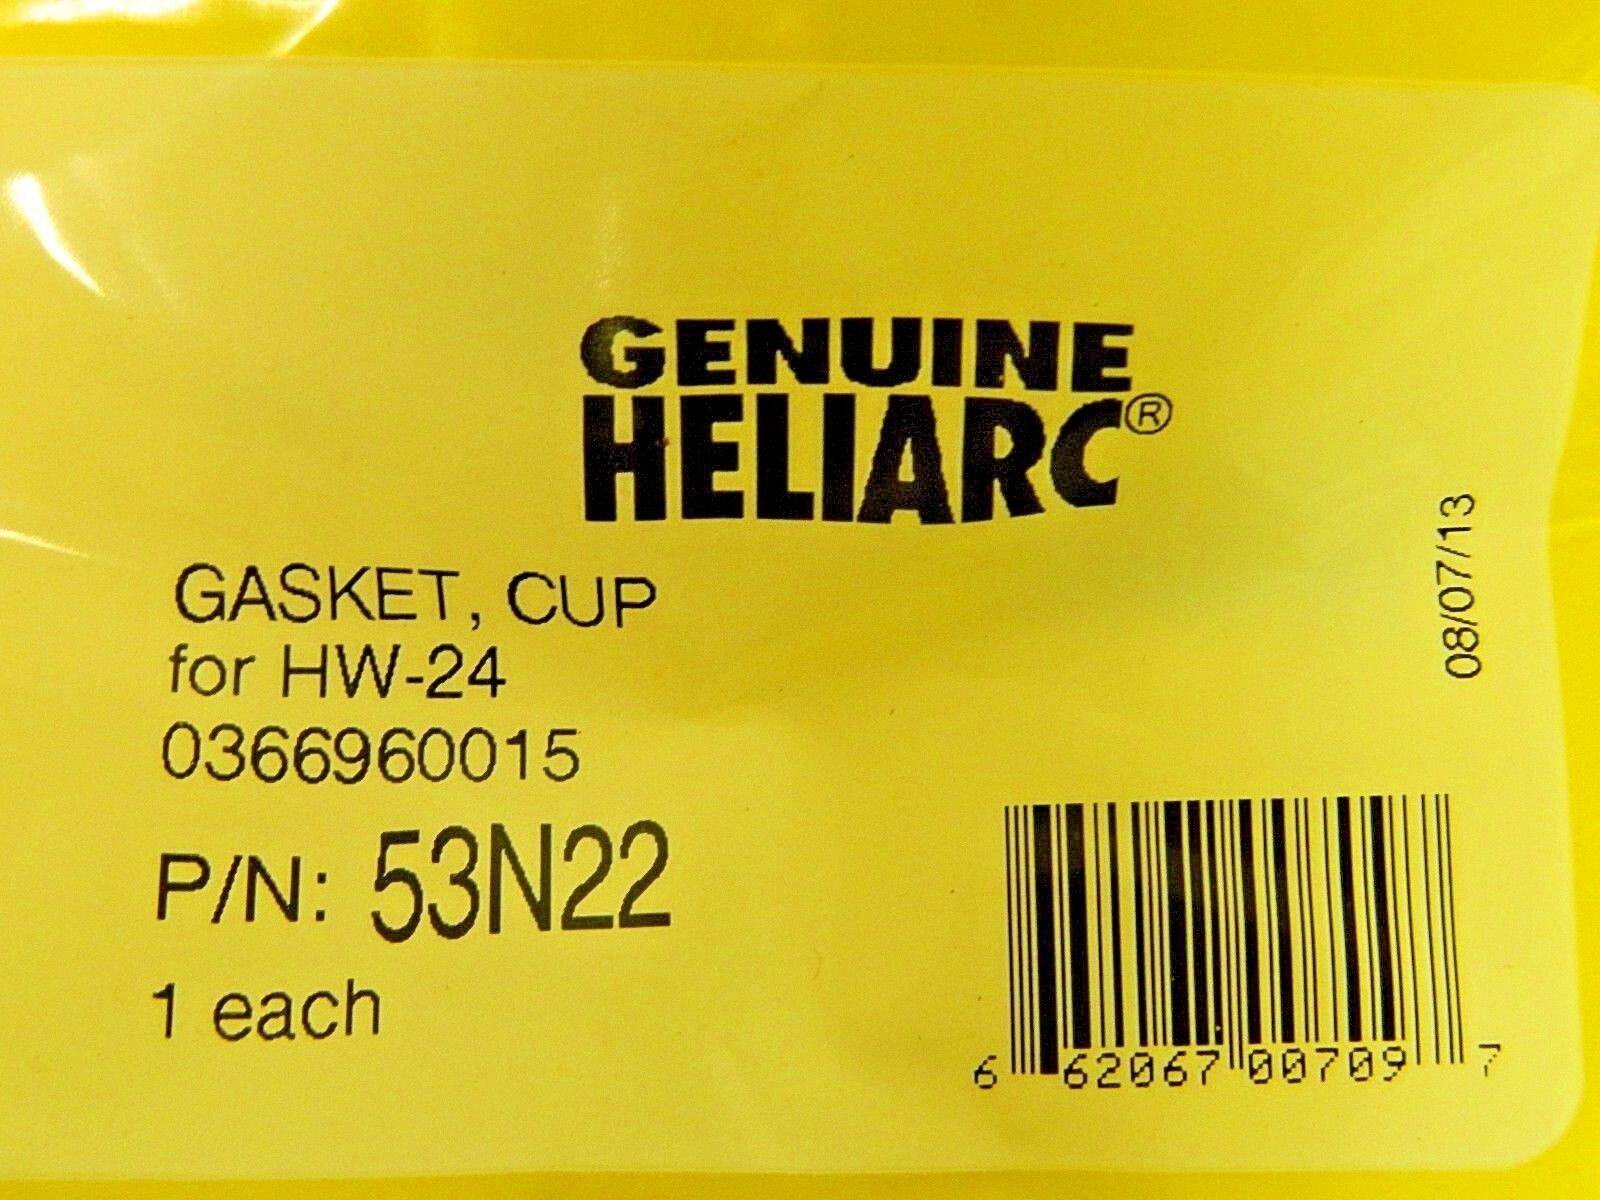 GENUINE
HELIARC®
GASKET, CUP
for HW-24
0366960015
P/N: 53N22
1 each
08/07/13
6 62067 00709 7